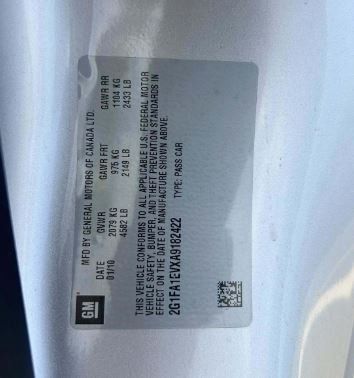 GM
MFD BY GENERAL MOTORS OF CANADA LTD.
DATE GVWR GAWR FRT GAWR RR
01/10 2079 KG 975 KG 1104 KG
4582 LB 2149 LB 2433 LB
THIS VEHICLE CONFORMS TO ALL APPLICABLE U.S. FEDERAL MOTOR
VEHICLE SAFETY, BUMPER, AND THEFT PREVENTION STANDARDS IN
EFFECT ON THE DATE OF MANUFACTURE SHOWN ABOVE.
2G1FA1EVXA9182422 TYPE: PASS CAR